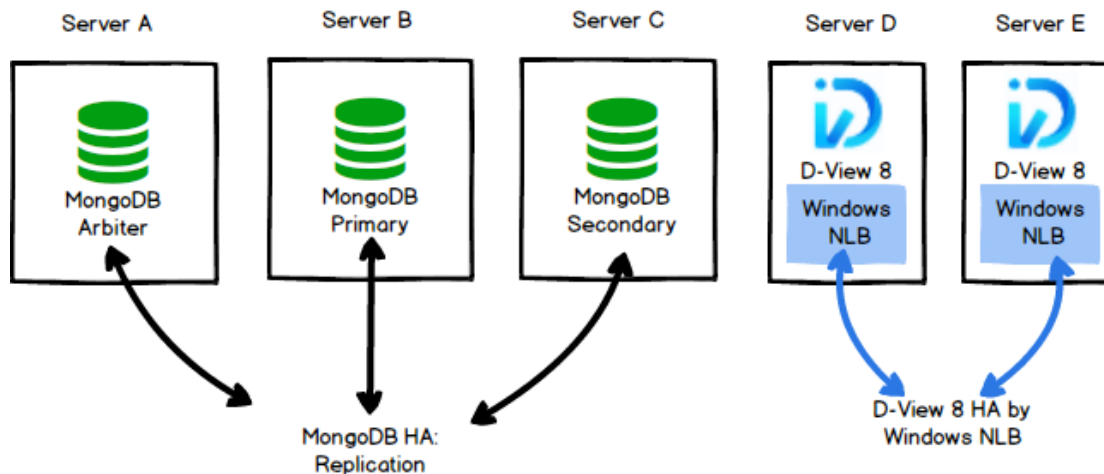 Server A
Server B
Server C
Server D
Server E
MongoDB
Arbiter
MongoDB
Primary
MongoDB
Secondary
D-View 8
Windows
NLB
D-View 8
Windows
NLB
MongoDB HA:
Replication
D-View 8 HA by
Windows NLB